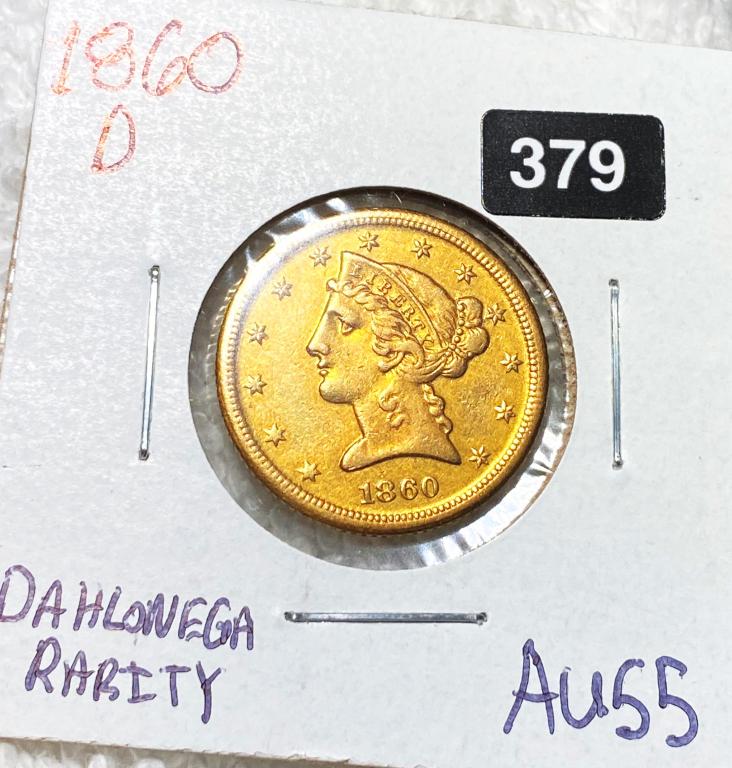 1860
D
379
LIBERTY
1860
DAHLONEGA
RARITY
AU55